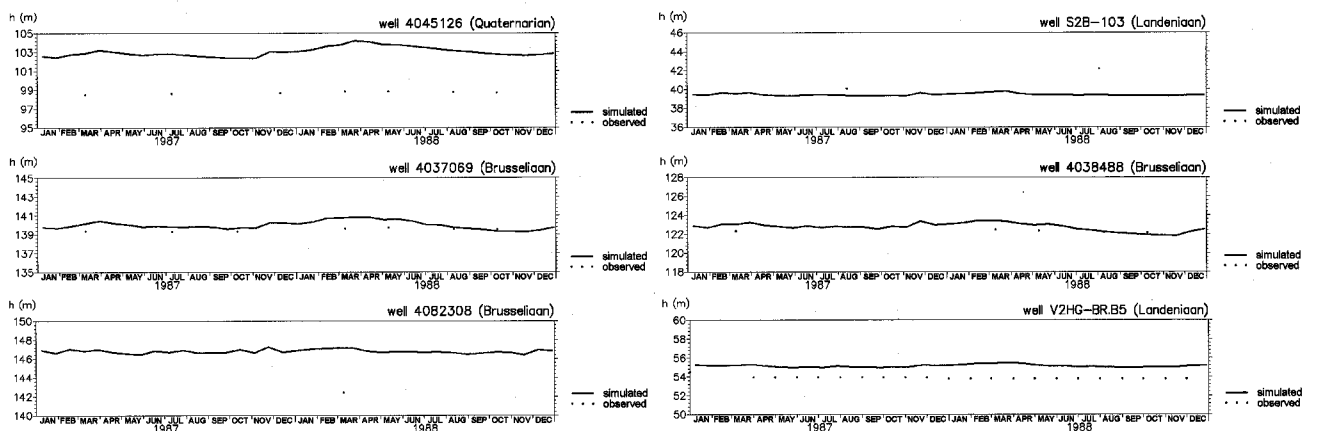 h (m)
well 4045126 (Quaternarian)
105
103
101
99
97
95
simulated
observed
JAN FEB MAR APR MAY JUN JUL AUG SEP OCT NOV DEC JAN FEB MAR APR MAY JUN JUL AUG SEP OCT NOV DEC
1987 1988
h (m)
well S2B-103 (Landeniaan)
46
44
42
40
38
36
simulated
observed
JAN FEB MAR APR MAY JUN JUL AUG SEP OCT NOV DEC JAN FEB MAR APR MAY JUN JUL AUG SEP OCT NOV DEC
1987 1988
h (m)
well 4037069 (Brusseliaan)
145
143
141
139
137
135
simulated
observed
JAN FEB MAR APR MAY JUN JUL AUG SEP OCT NOV DEC JAN FEB MAR APR MAY JUN JUL AUG SEP OCT NOV DEC
1987 1988
h (m)
well 4038488 (Brusseliaan)
128
126
124
122
120
118
simulated
observed
JAN FEB MAR APR MAY JUN JUL AUG SEP OCT NOV DEC JAN FEB MAR APR MAY JUN JUL AUG SEP OCT NOV DEC
1987 1988
h (m)
well 4082308 (Brusseliaan)
150
148
146
144
142
140
simulated
observed
JAN FEB MAR APR MAY JUN JUL AUG SEP OCT NOV DEC JAN FEB MAR APR MAY JUN JUL AUG SEP OCT NOV DEC
1987 1988
h (m)
well V2HG-BR.B5 (Landeniaan)
60
58
56
54
52
50
simulated
observed
JAN FEB MAR APR MAY JUN JUL AUG SEP OCT NOV DEC JAN FEB MAR APR MAY JUN JUL AUG SEP OCT NOV DEC
1987 1988